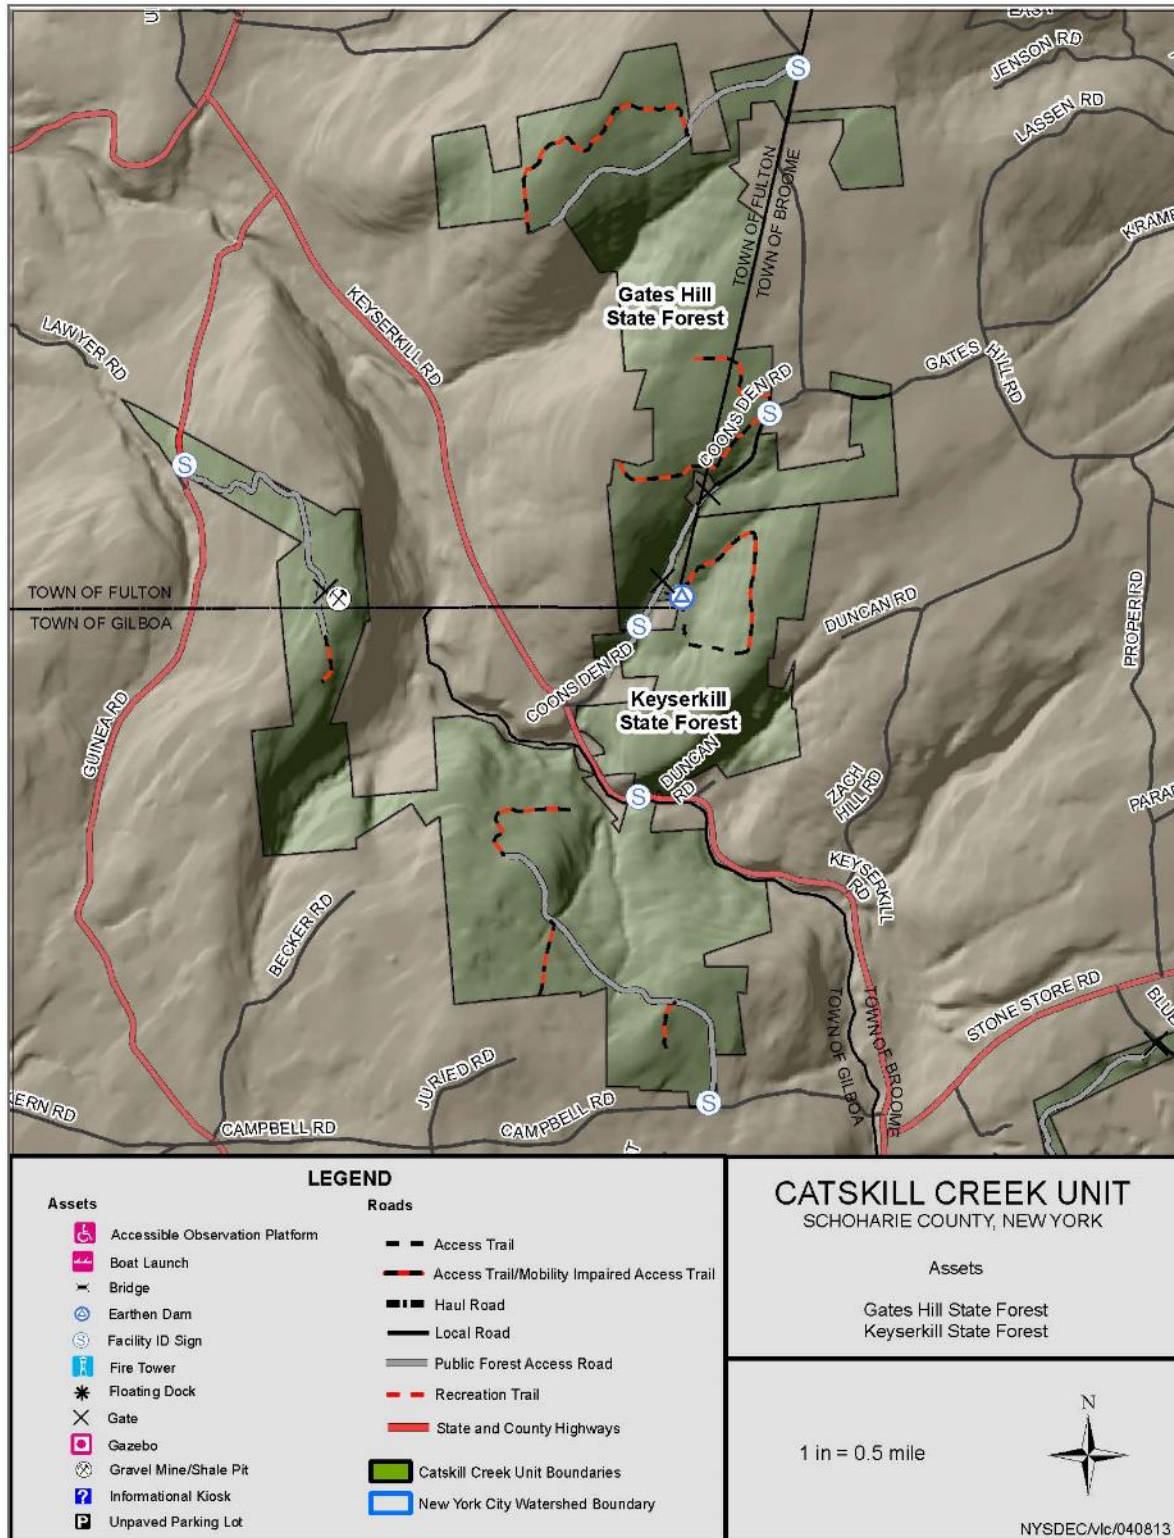 JENSON RD
LASSEN RD
TOWN OF FULTON
TOWN OF BROOME
Gates Hill
State Forest
KEYSERKILL RD
LAWYER RD
GATES
HILL RD
COONS DEN RD
TOWN OF FULTON
TOWN OF GILBOA
DUNCAN RD
PROPER RD
COONS DEN RD
Keyserkill
State Forest
GUINEA RD
DUNCAN
RD
ZACH
HILL RD
KEYSERKILL
RD
BECKER RD
TOWN OF GILBOA
TOWN OF BROOME
STONE STORE RD
JURIED RD
KERN RD
CAMPBELL RD
CAMPBELL RD
LEGEND
Assets
Accessible Observation Platform
Boat Launch
Bridge
Earthen Dam
Facility ID Sign
Fire Tower
Floating Dock
Gate
Gazebo
Gravel Mine/Shale Pit
Informational Kiosk
Unpaved Parking Lot
Roads
Access Trail
Access Trail/Mobility Impaired Access Trail
Haul Road
Local Road
Public Forest Access Road
Recreation Trail
State and County Highways
Catskill Creek Unit Boundaries
New York City Watershed Boundary
CATSKILL CREEK UNIT
SCHOHARIE COUNTY, NEW YORK
Assets
Gates Hill State Forest
Keyserkill State Forest
1 in = 0.5 mile
N
NYSDEC/vlc/040813